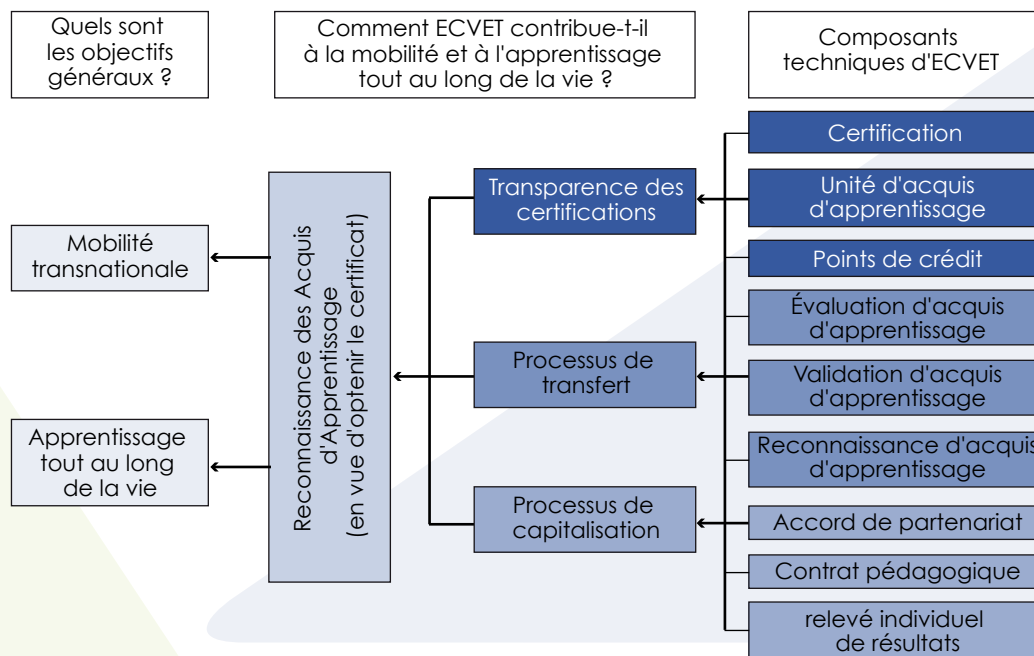 Quels sont
les objectifs
généraux ?
Comment ECVET contribue-t-il
à la mobilité et à l'apprentissage
tout au long de la vie ?
Composants
techniques d'ECVET
Mobilité
transnationale
Apprentissage
tout au long
de la vie
Reconnaissance des Acquis
d'Apprentissage
(en vue d'optenir le certificat)
Transparence des
certifications
Processus de
transfert
Processus de
capitalisation
Certification
Unité d'acquis
d'apprentissage
Points de crédit
Évaluation d'acquis
d'apprentissage
Validation d'acquis
d'apprentissage
Reconnaissance d'acquis
d'apprentissage
Accord de partenariat
Contrat pédagogique
relevé individuel
de résultats